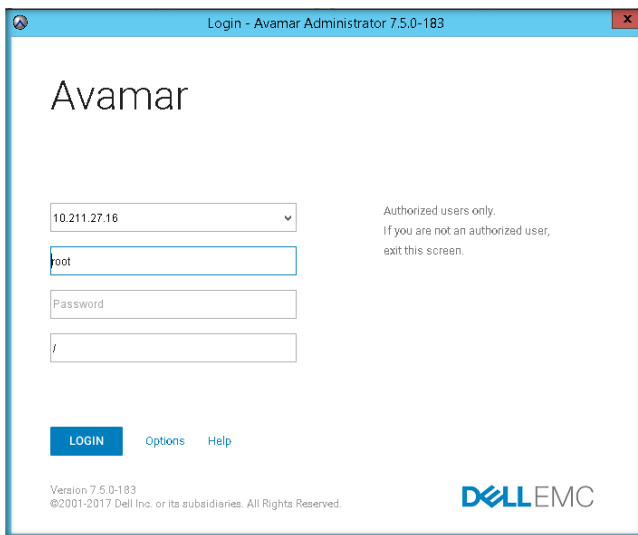 Login - Avamar Administrator 7.5.0-183
x
Avamar
10.211.27.16
root
Password
/
Authorized users only.
If you are not an authorized user,
exit this screen.
LOGIN Options Help
Version 7.5.0-183
©2001-2017 Dell Inc. or its subsidiaries. All Rights Reserved.
DELLEMC